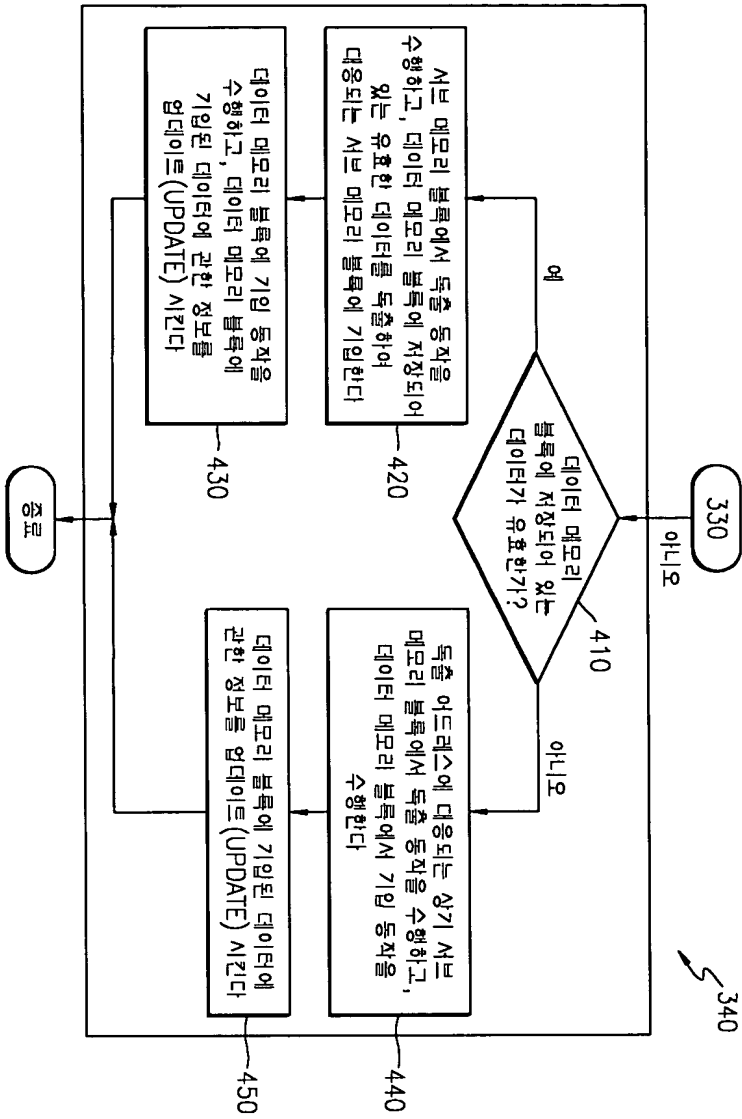 340
330
아니오
데이터 메모리
블록에 저장되어 있는
데이터가 유효한가?
410
예
아니오
서브 메모리 블록에서 독출 동작을
수행하고, 데이터 메모리 블록에 저장되어
있는 유효한 데이터를 독출하여
대응되는 서브 메모리 블록에 기입한다
420
독출 어드레스에 대응되는 상기 서브
메모리 블록에서 독출 동작을 수행하고,
데이터 메모리 블록에서 기입 동작을
수행한다
440
데이터 메모리 블록에 기입 동작을
수행하고, 데이터 메모리 블록에
기입된 데이터에 관한 정보를
업데이트(UPDATE) 시킨다
430
데이터 메모리 블록에 기입된 데이터에
관한 정보를 업데이트(UPDATE) 시킨다
450
종료